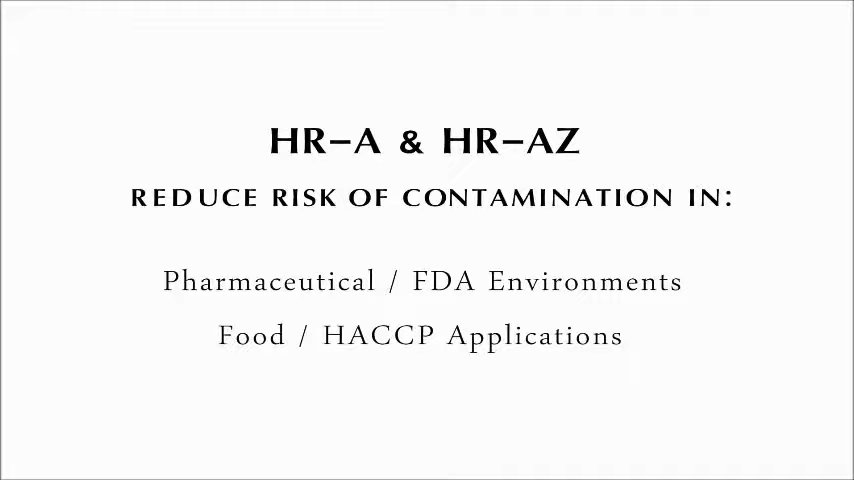 HR–A & HR–AZ
REDUCE RISK OF CONTAMINATION IN:
Pharmaceutical / FDA Environments
Food / HACCP Applications